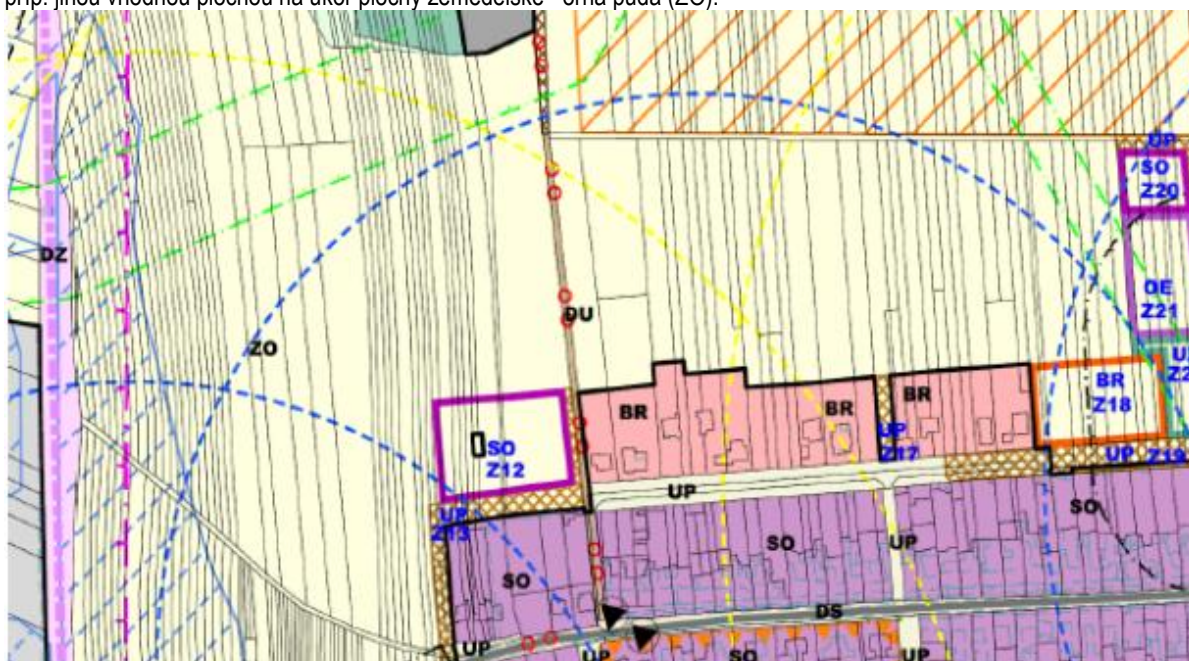 příp. jinou vhodnou plochou na úkor plochy zemědělské - orná půda (ZO).
UP
SO
Z20
DZ
OE
Z21
DU
ZO
BR
BR
BR
BR
Z18
SO
Z12
UP
Z17
UP
Z19
UP
UP
Z13
SO
SO
SO
UP
DS
UP
UP
SO
UP